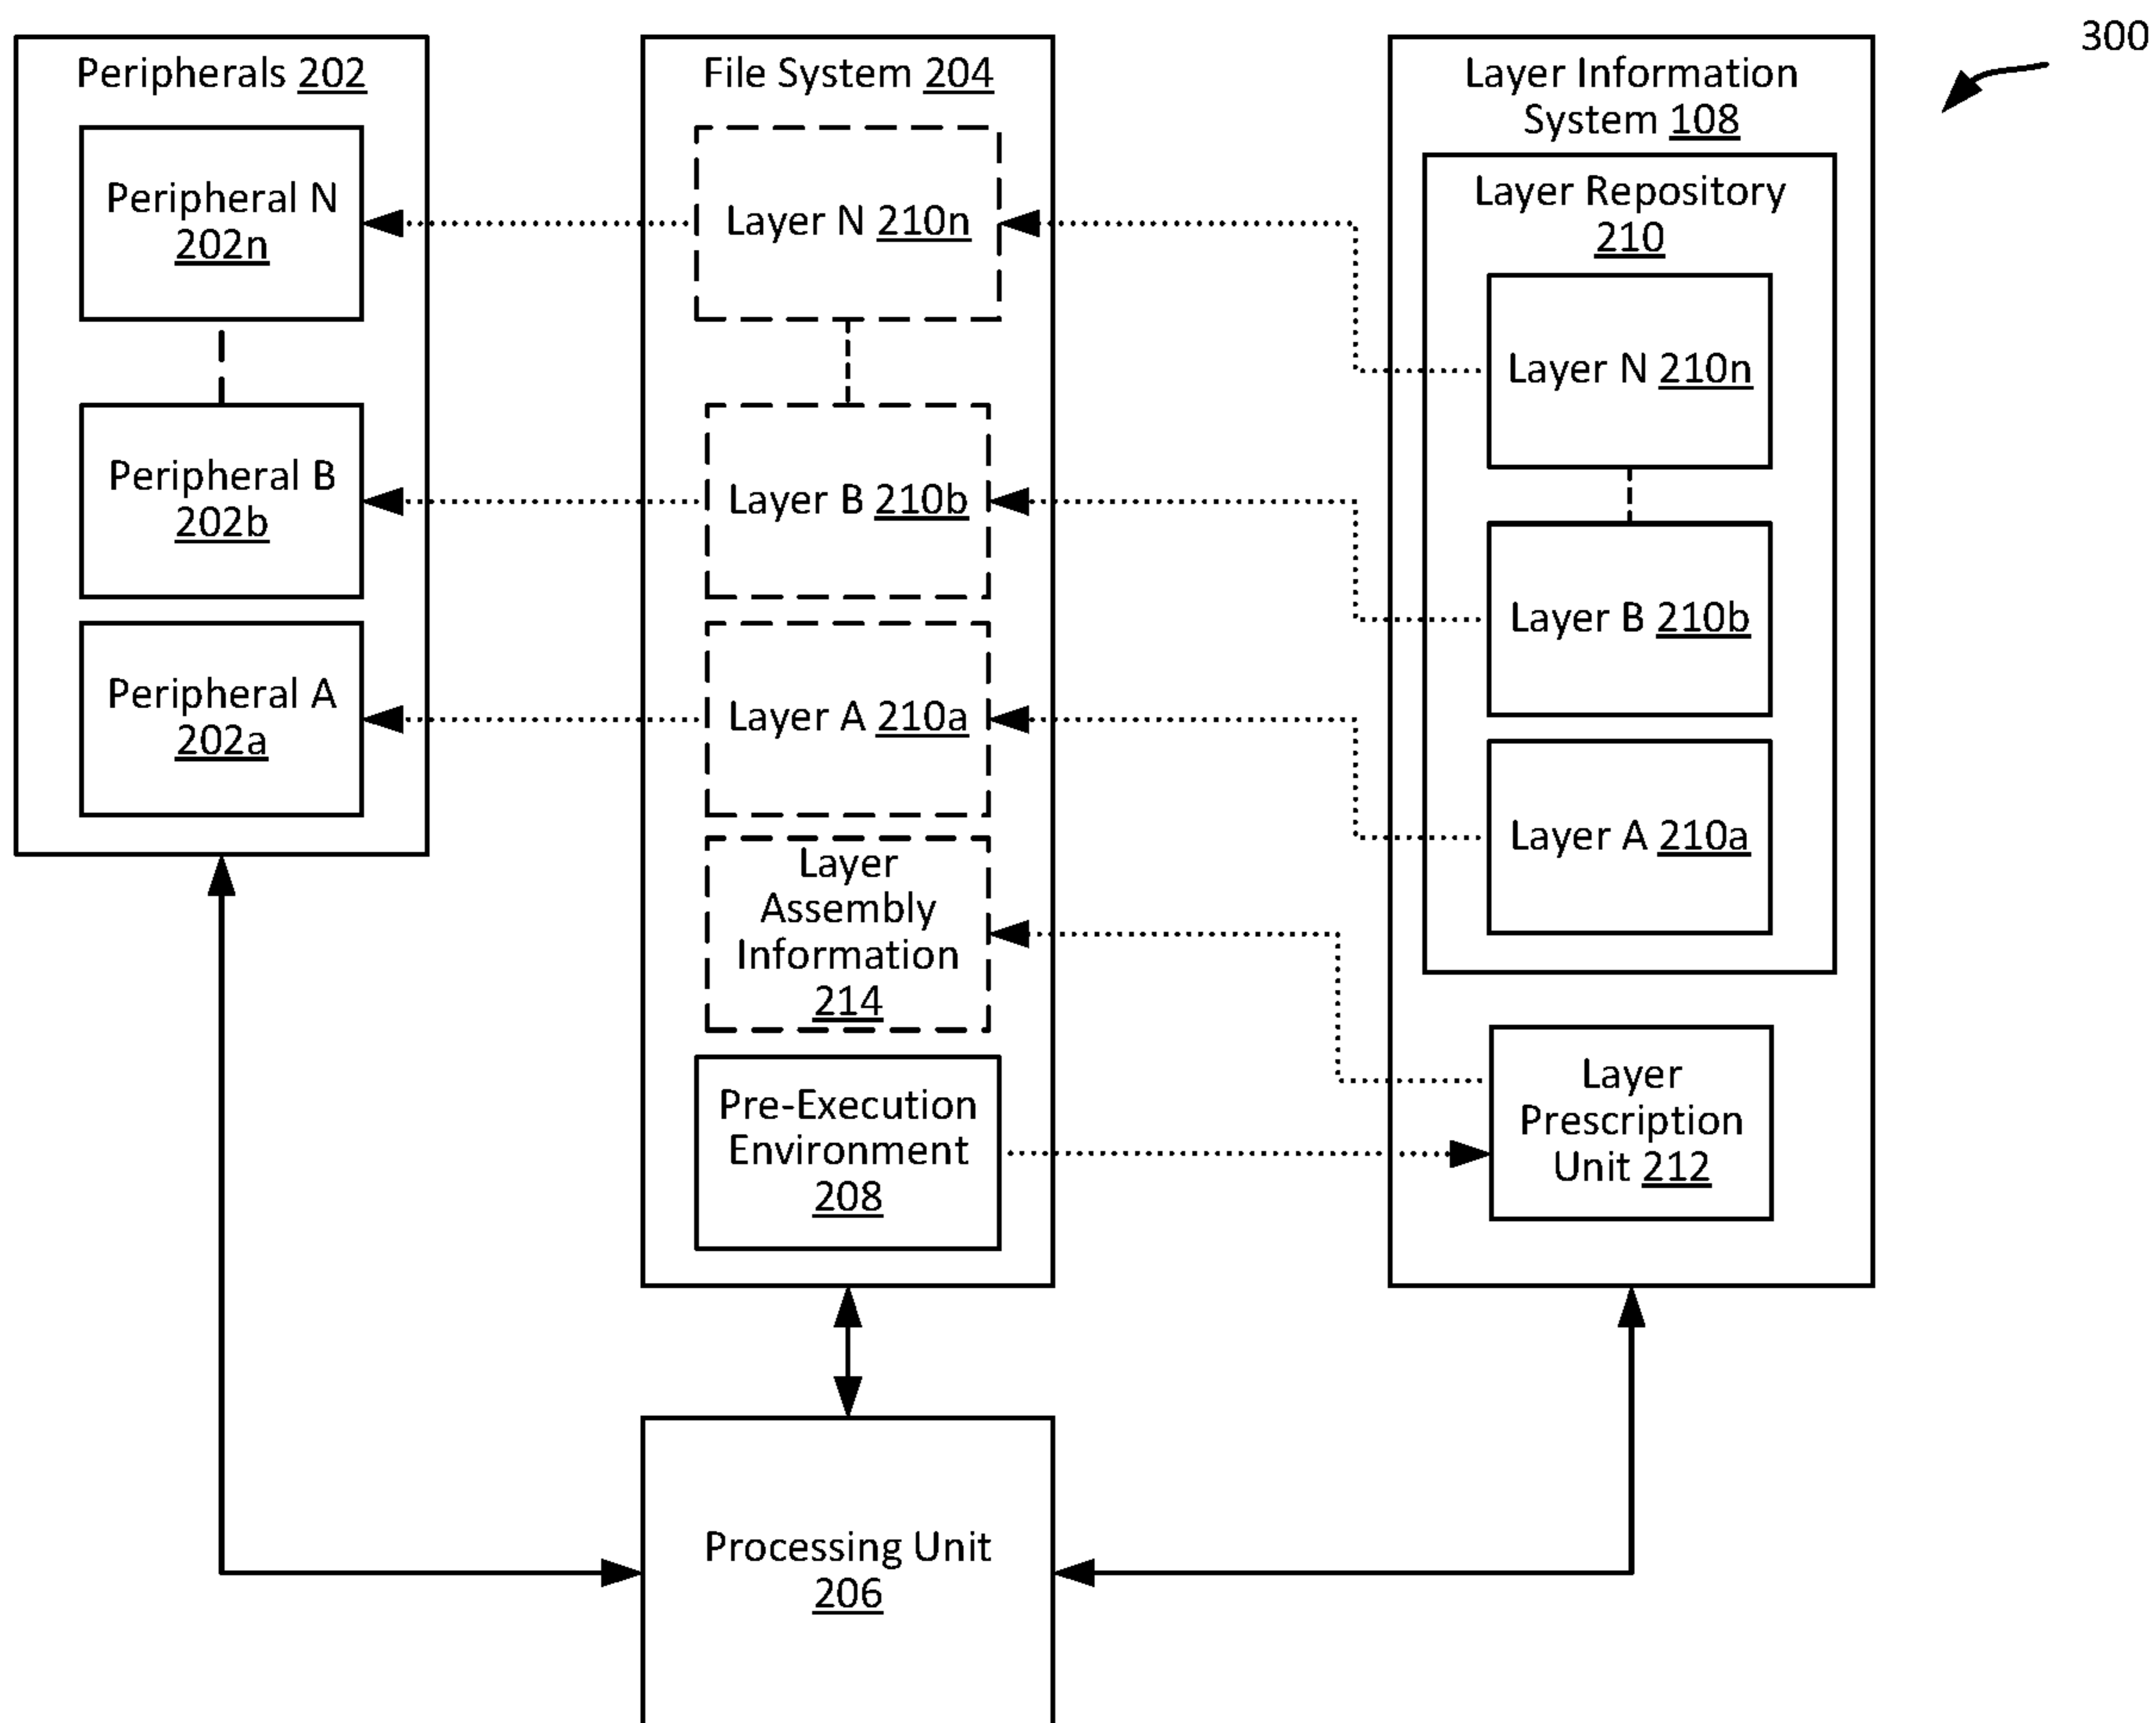 300
Peripherals 202
Peripheral N
202n
Peripheral B
202b
Peripheral A
202a
File System 204
Layer N 210n
Layer B 210b
Layer A 210a
Layer
Assembly
Information
214
Pre-Execution
Environment
208
Layer Information
System 108
Layer Repository
210
Layer N 210n
Layer B 210b
Layer A 210a
Layer
Prescription
Unit 212
Processing Unit
206